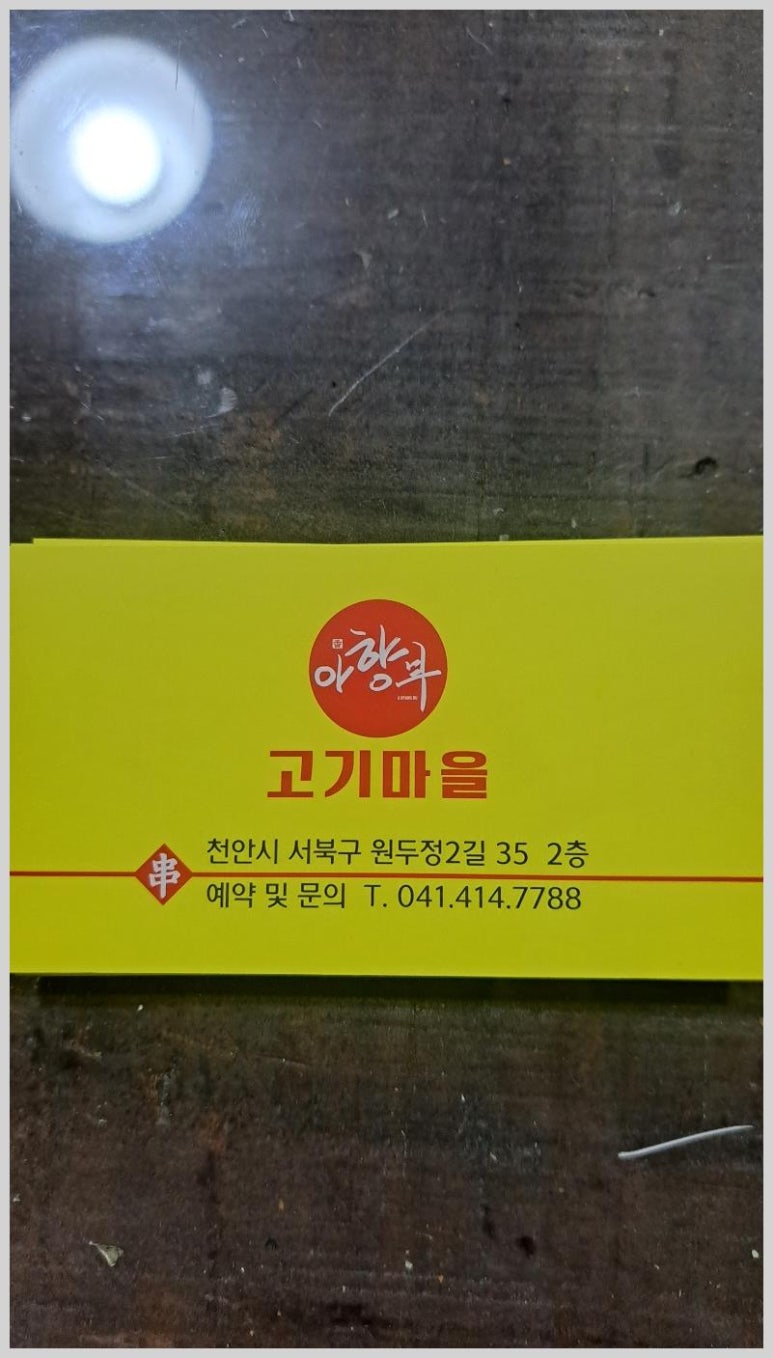 아향무
고기마을
천안시 서북구 원두정2길 35 2층
串
예약 및 문의 T. 041.414.7788